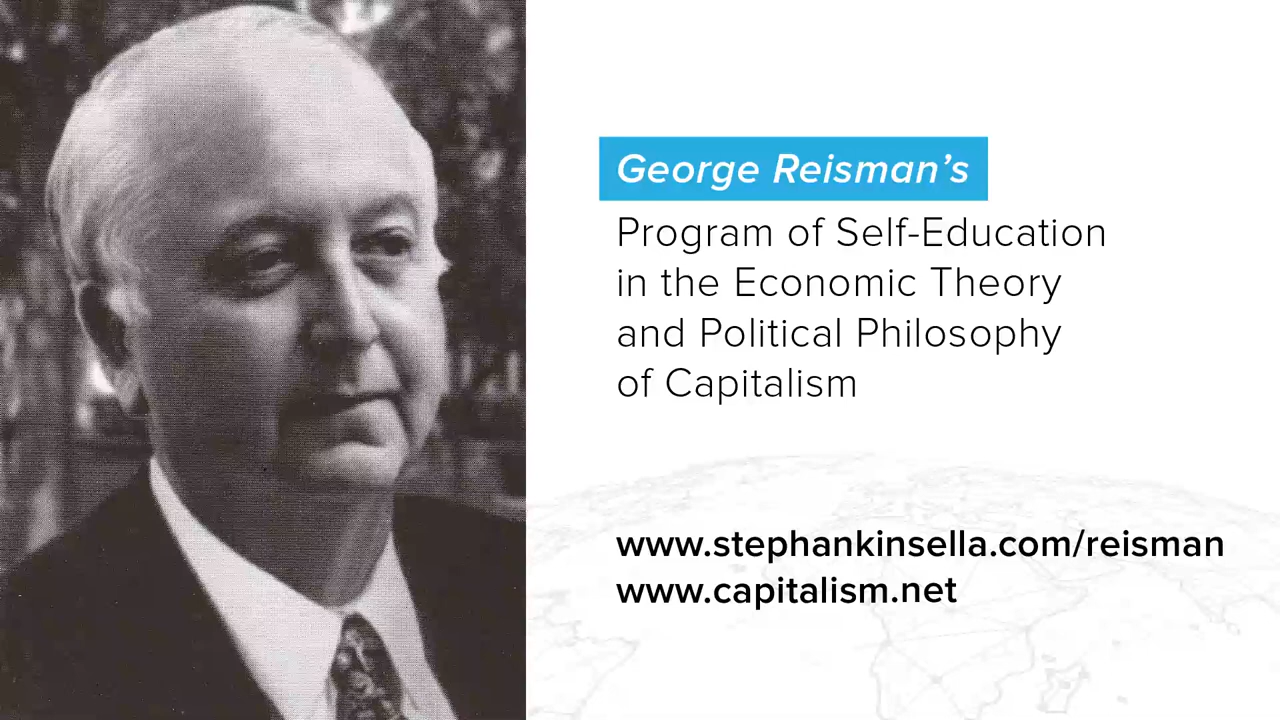 George Reisman’s
Program of Self-Education
in the Economic Theory
and Political Philosophy
of Capitalism
www.stephankinsella.com/reisman
www.capitalism.net